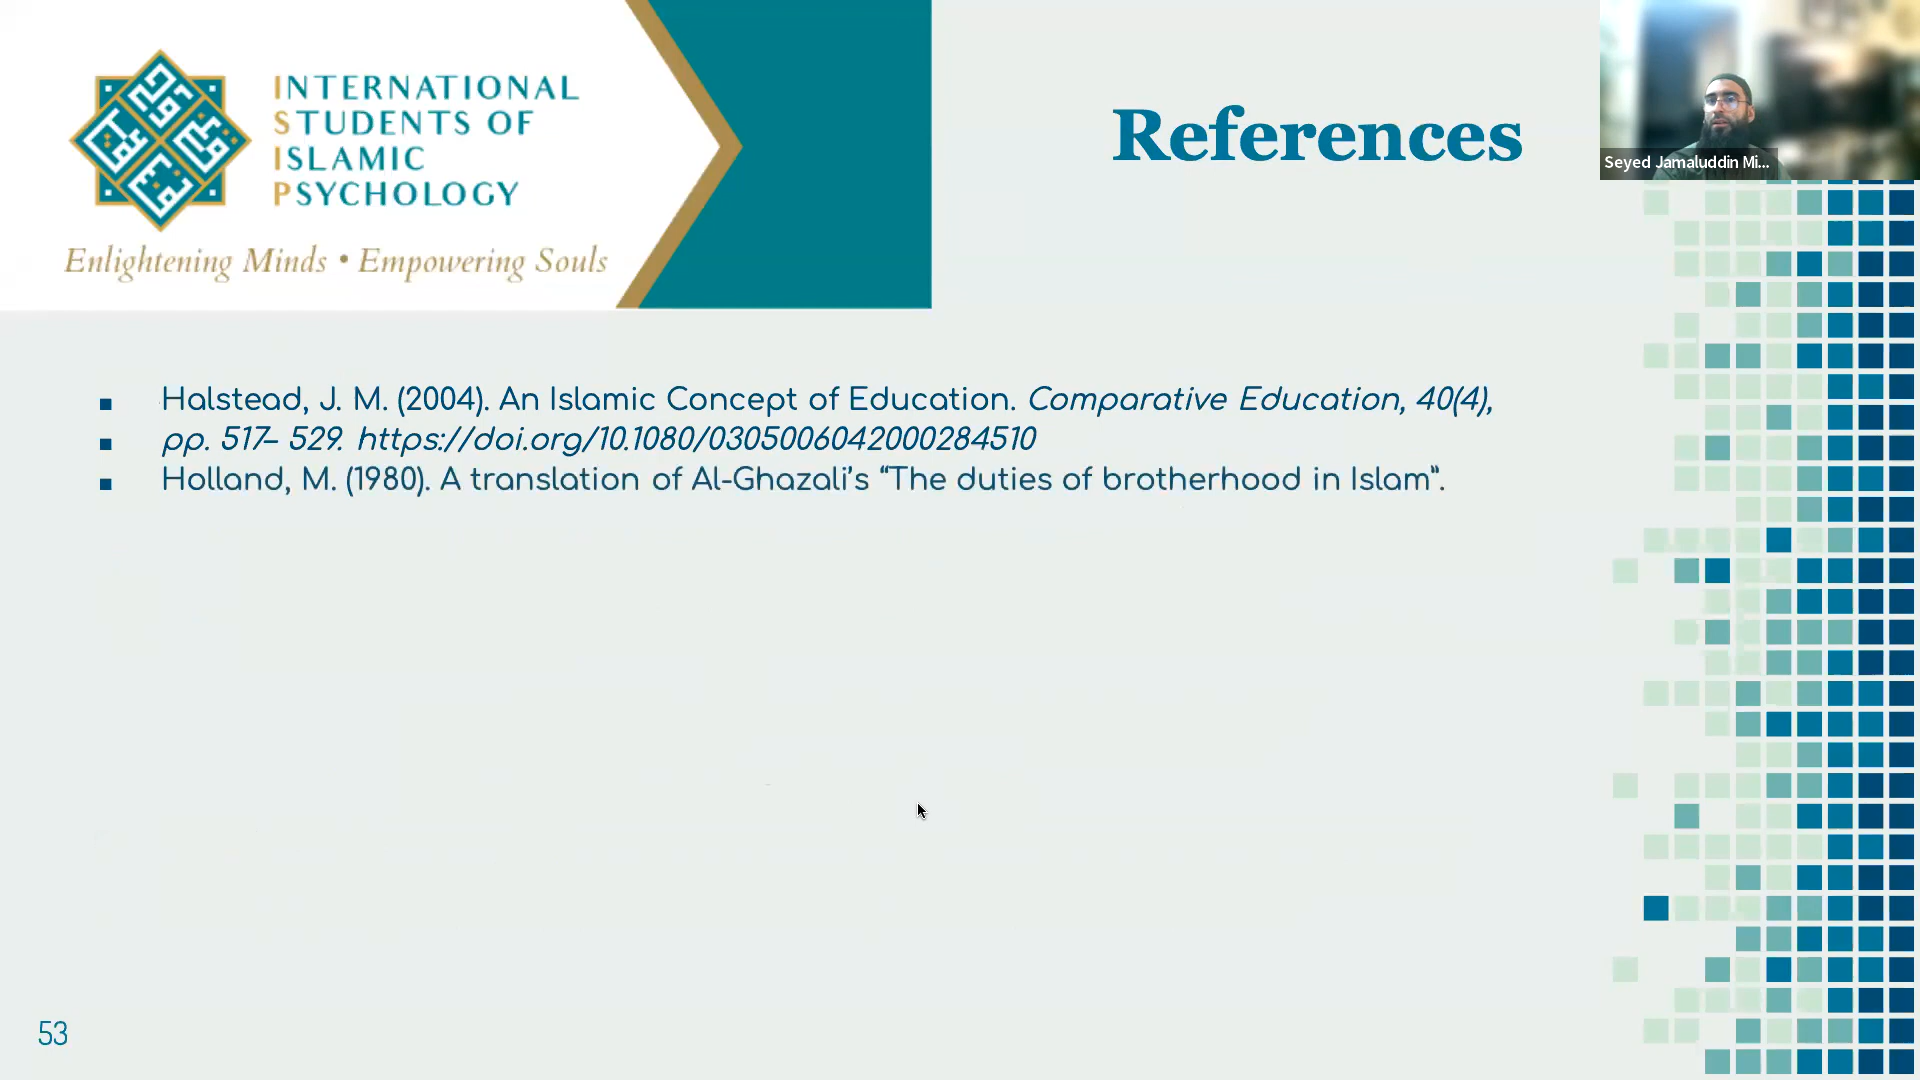 INTERNATIONAL
STUDENTS OF
ISLAMIC
PSYCHOLOGY
Enlightening Minds • Empowering Souls
References
Seyed Jamaluddin Mi...
▪ Halstead, J. M. (2004). An Islamic Concept of Education. Comparative Education, 40(4),
▪ pp. 517– 529. https://doi.org/10.1080/0305006042000284510
▪ Holland, M. (1980). A translation of Al-Ghazali’s “The duties of brotherhood in Islam”.
53